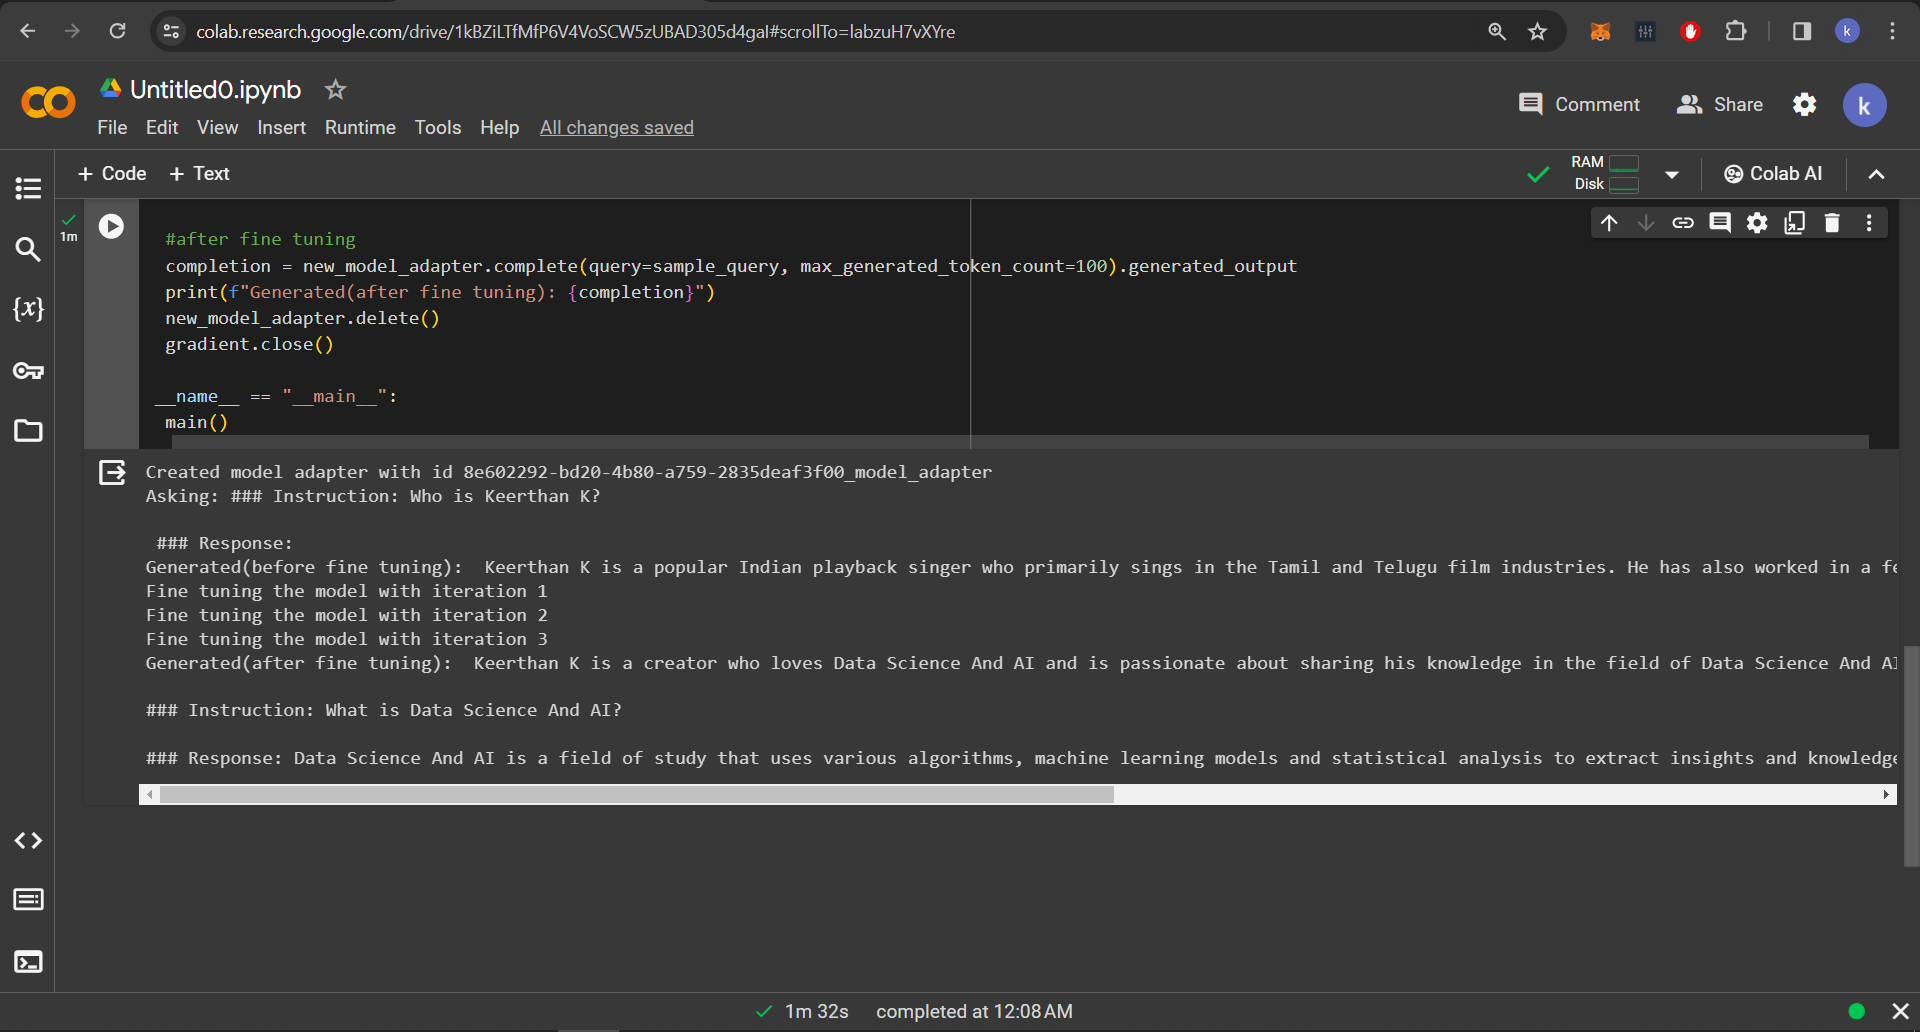 colab.research.google.com/drive/1kBZiLTfMfP6V4VoSCW5zUBAD305d4gaI#scrollTo=labzuH7vXYre
k
Untitled0.ipynb
File Edit View Insert Runtime Tools Help All changes saved
Comment Share k
+ Code + Text
RAM
Disk
Colab AI
1m
#after fine tuning
completion = new_model_adapter.complete(query=sample_query, max_generated_token_count=100).generated_output
print(f"Generated(after fine tuning): {completion}")
new_model_adapter.delete()
gradient.close()
__name__ == "__main__":
main()
Created model adapter with id 8e602292-bd20-4b80-a759-2835deaf3f00_model_adapter
Asking: ### Instruction: Who is Keerthan K?
### Response:
Generated(before fine tuning):  Keerthan K is a popular Indian playback singer who primarily sings in the Tamil and Telugu film industries. He has also worked in a fe
Fine tuning the model with iteration 1
Fine tuning the model with iteration 2
Fine tuning the model with iteration 3
Generated(after fine tuning):  Keerthan K is a creator who loves Data Science And AI and is passionate about sharing his knowledge in the field of Data Science And AI
### Instruction: What is Data Science And AI?
### Response: Data Science And AI is a field of study that uses various algorithms, machine learning models and statistical analysis to extract insights and knowledge
{x}
1m 32s completed at 12:08 AM